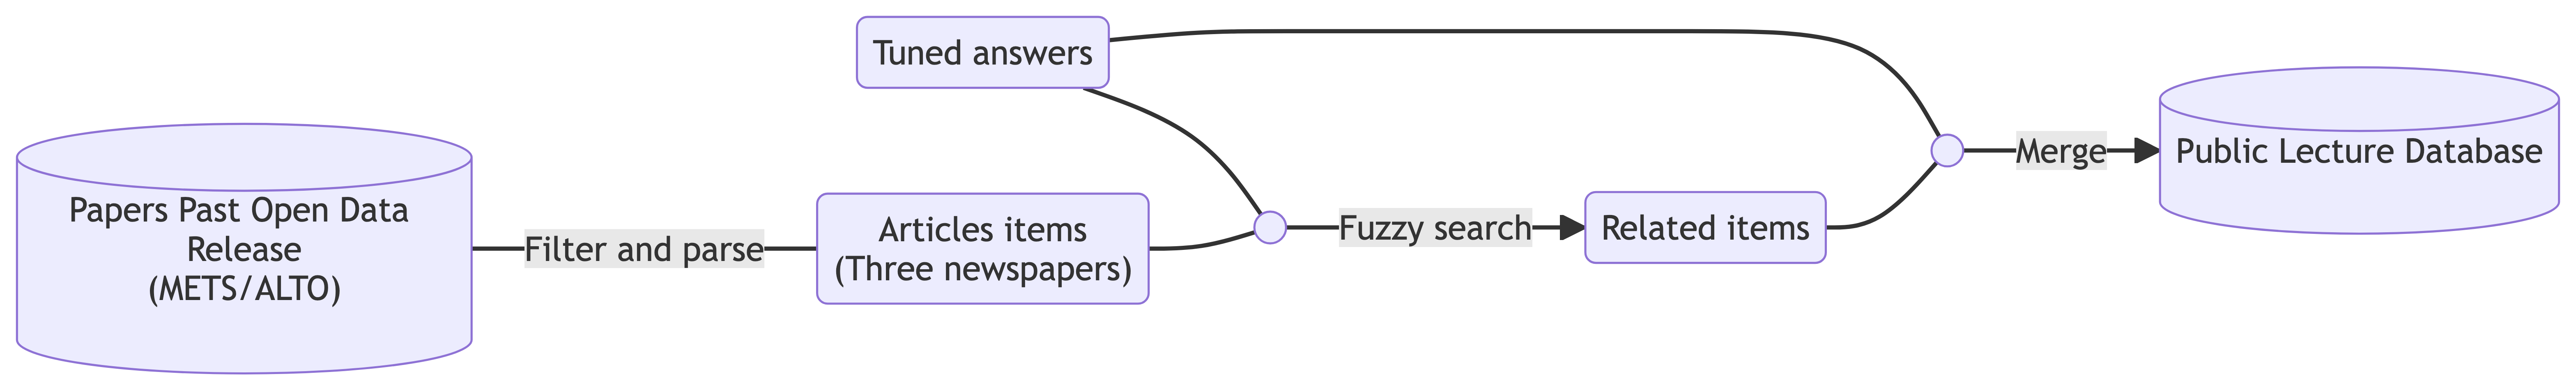 Papers Past Open Data
Release
(METS/ALTO)
Filter and parse
Tuned answers
Articles items
(Three newspapers)
Fuzzy search
Related items
Merge
Public Lecture Database